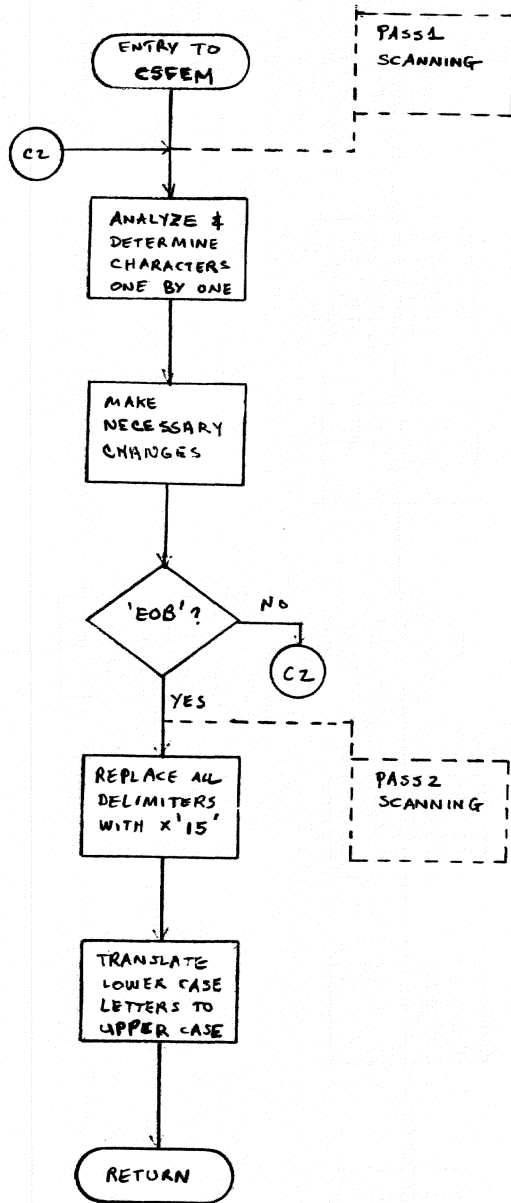 ENTRY TO
CSFEM
PASS1
SCANNING
C2
ANALYZE &
DETERMINE
CHARACTERS
ONE BY ONE
MAKE
NECESSARY
CHANGES
'EOB'?
NO
C2
YES
REPLACE ALL
DELIMITERS
WITH X'15'
PASS2
SCANNING
TRANSLATE
LOWER CASE
LETTERS TO
UPPER CASE
RETURN